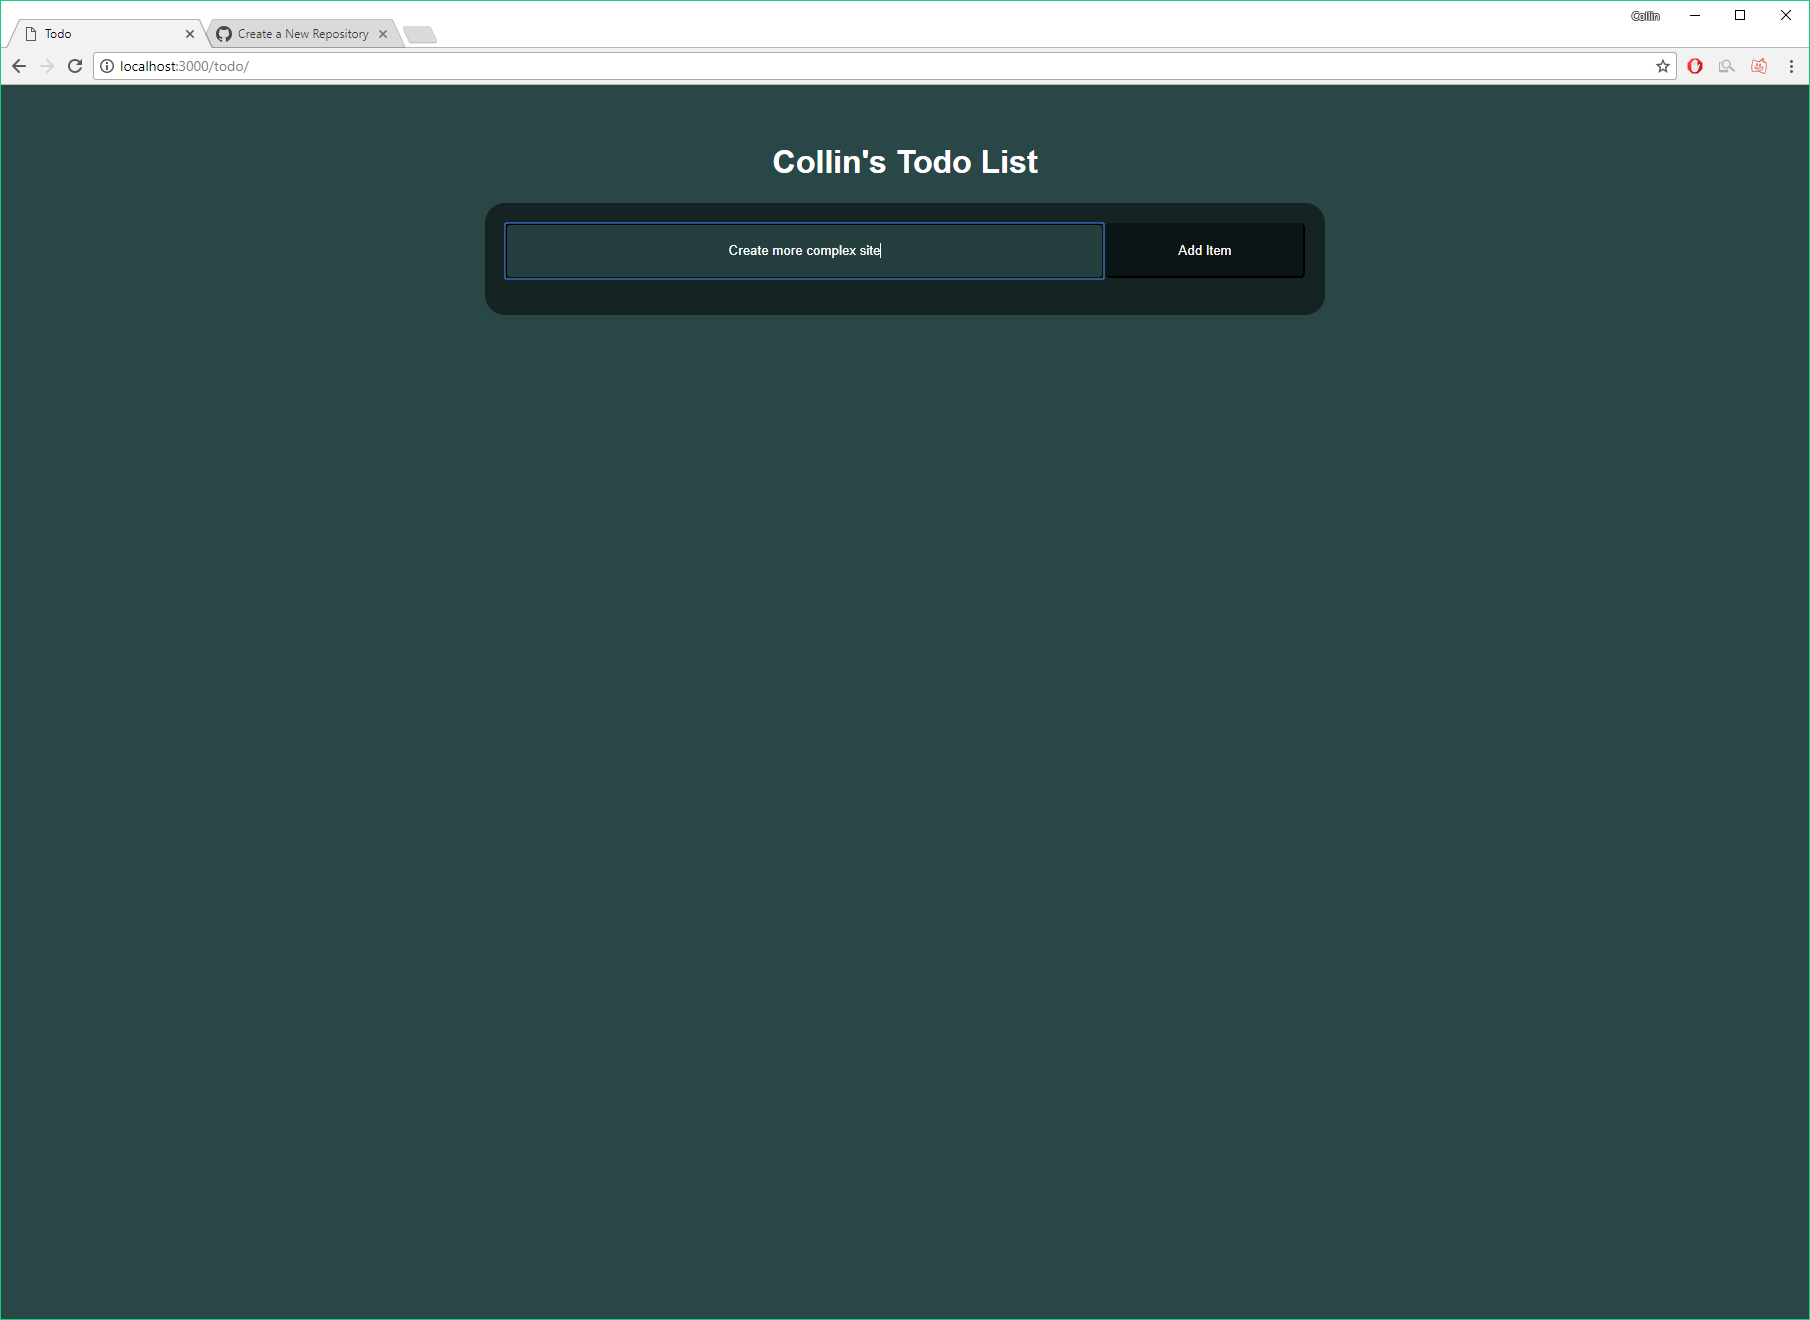 Collin
Todo
Create a New Repository
localhost:3000/todo/
Collin's Todo List
Create more complex site
Add Item